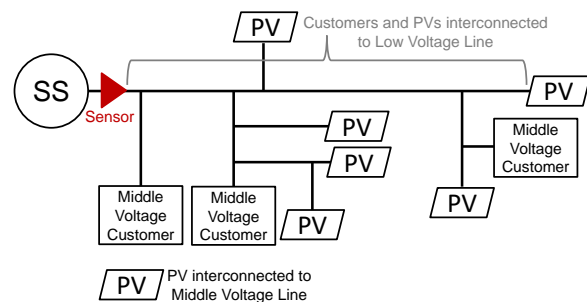 PV
Customers and PVs interconnected
to Low Voltage Line
SS
Sensor
PV
PV
PV
Middle
Voltage
Customer
Middle
Voltage
Customer
Middle
Voltage
Customer
PV
PV
PV
PV interconnected to
Middle Voltage Line